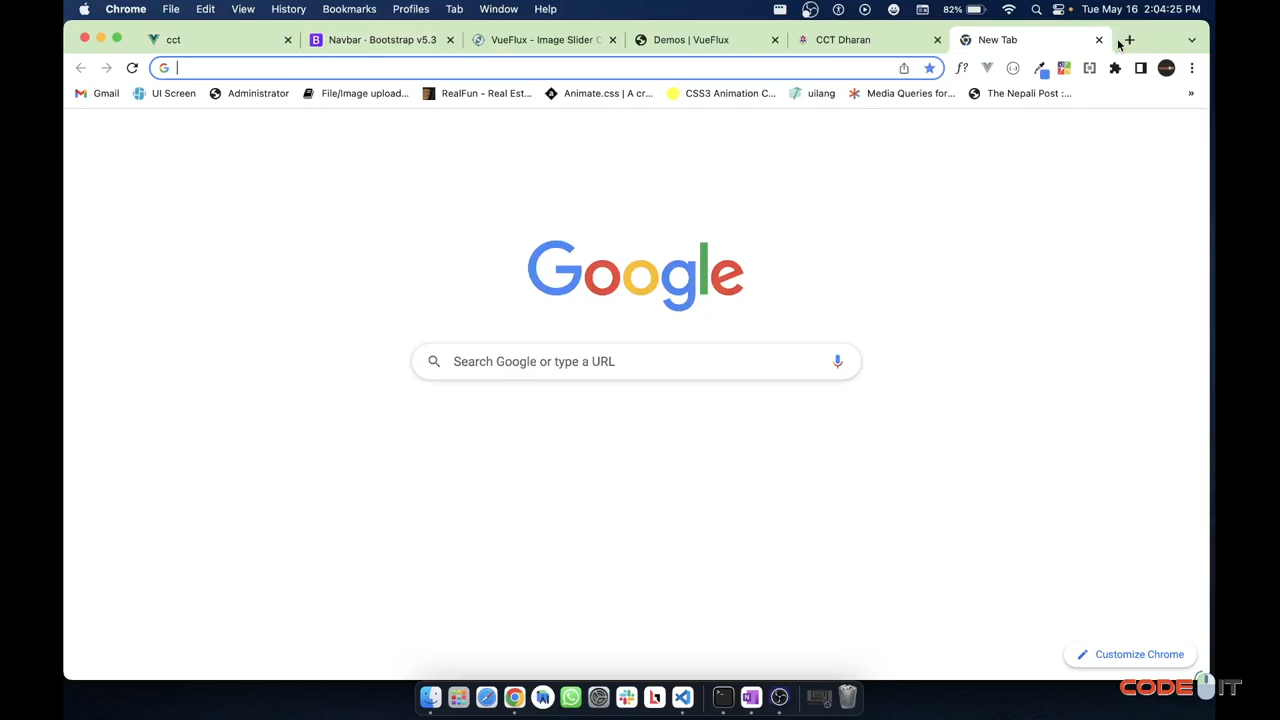 Chrome File Edit View History Bookmarks Profiles Tab Window Help 82% Tue May 16 2:04:25 PM
cct Navbar · Bootstrap v5.3 VueFlux - Image Slider C Demos | VueFlux CCT Dharan New Tab
Gmail UI Screen Administrator File/Image upload... RealFun - Real Est... Animate.css | A cr... CSS3 Animation C... uilang Media Queries for... The Nepali Post :... »
Google
Search Google or type a URL
Customize Chrome
CODE IT